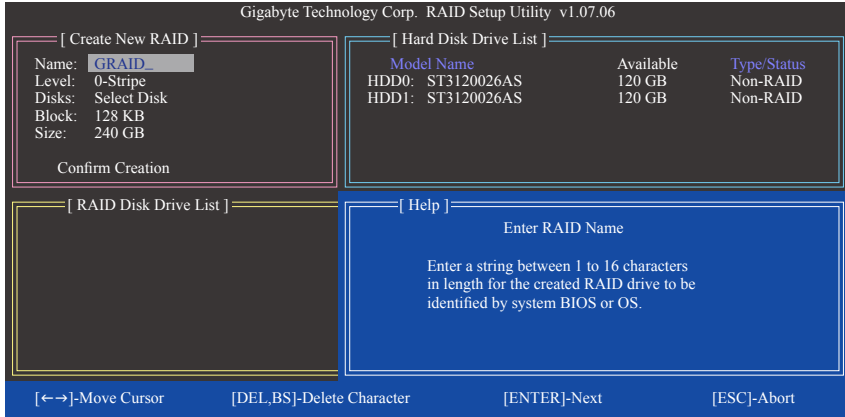 Gigabyte Technology Corp. RAID Setup Utility v1.07.06
[ Create New RAID ]
Name: GRAID_
Level: 0-Stripe
Disks: Select Disk
Block: 128 KB
Size: 240 GB
Confirm Creation
[ Hard Disk Drive List ]
Model Name Available Type/Status
HDD0: ST3120026AS 120 GB Non-RAID
HDD1: ST3120026AS 120 GB Non-RAID
[ RAID Disk Drive List ]
[ Help ]
Enter RAID Name
Enter a string between 1 to 16 characters
in length for the created RAID drive to be
identified by system BIOS or OS.
[←→]-Move Cursor [DEL,BS]-Delete Character [ENTER]-Next [ESC]-Abort